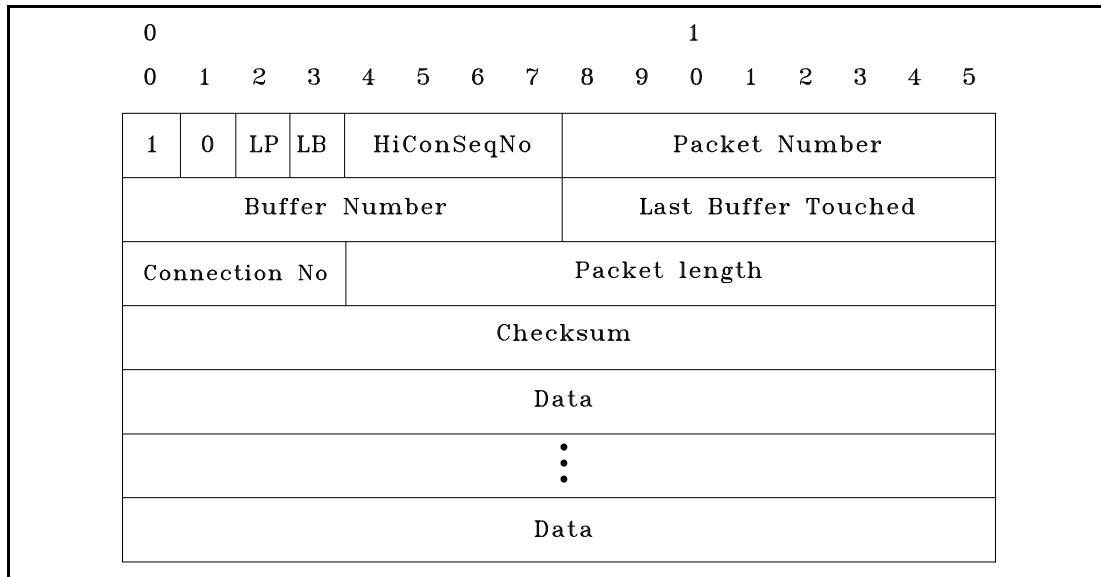 0 1
0 1 2 3 4 5 6 7 8 9 0 1 2 3 4 5
1 0 LP LB HiConSeqNo Packet Number
Buffer Number Last Buffer Touched
Connection No Packet length
Checksum
Data
Data